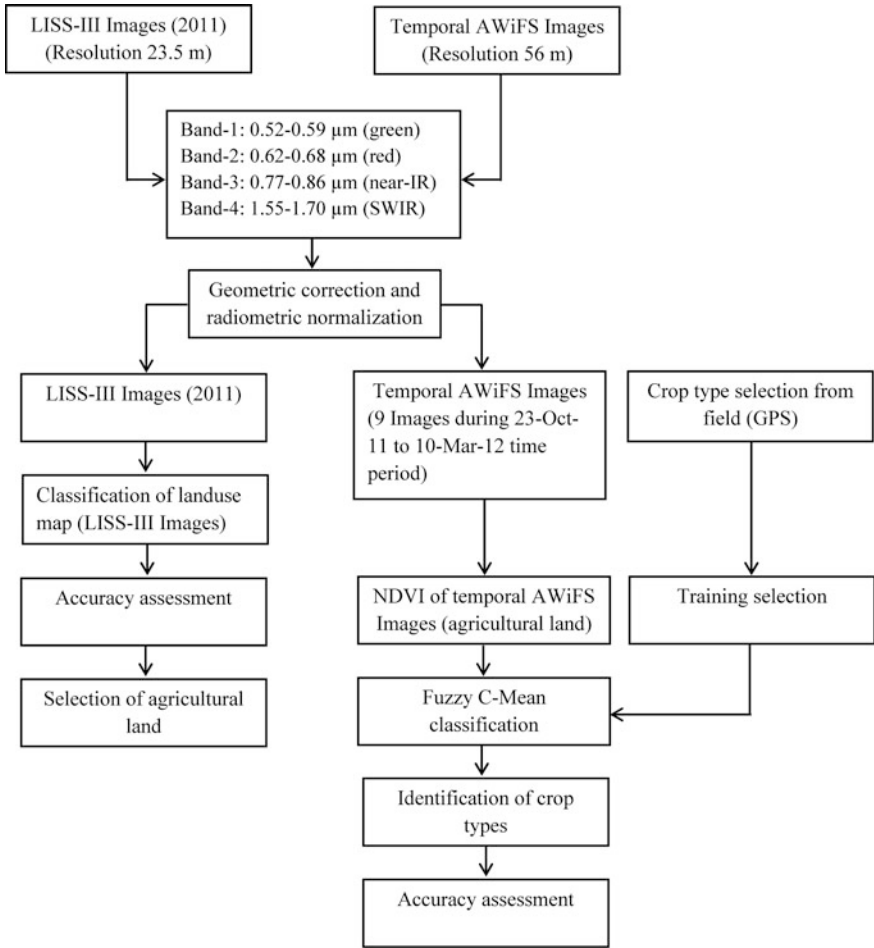 LISS-III Images (2011)
(Resolution 23.5 m)
Temporal AWiFS Images
(Resolution 56 m)
Band-1: 0.52-0.59 µm (green)
Band-2: 0.62-0.68 µm (red)
Band-3: 0.77-0.86 µm (near-IR)
Band-4: 1.55-1.70 µm (SWIR)
Geometric correction and
radiometric normalization
LISS-III Images (2011)
Temporal AWiFS Images
(9 Images during 23-Oct-
11 to 10-Mar-12 time
period)
Crop type selection from
field (GPS)
Classification of landuse
map (LISS-III Images)
Accuracy assessment
NDVI of temporal AWiFS
Images (agricultural land)
Training selection
Selection of agricultural
land
Fuzzy C-Mean
classification
Identification of crop
types
Accuracy assessment